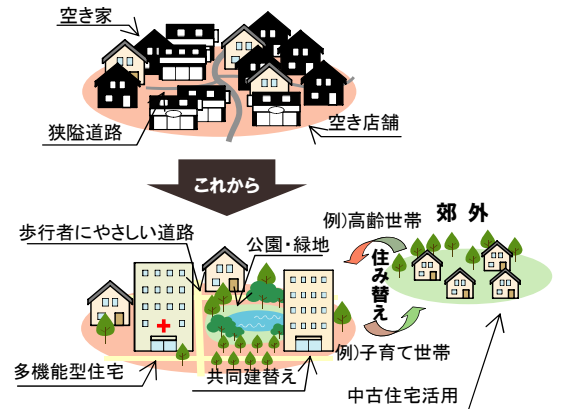 空き家
狭隘道路
空き店舗
これから
郊外
例)高齢世帯
歩行者にやさしい道路
公園・緑地
住み替え
例)子育て世帯
多機能型住宅
共同建替え
中古住宅活用